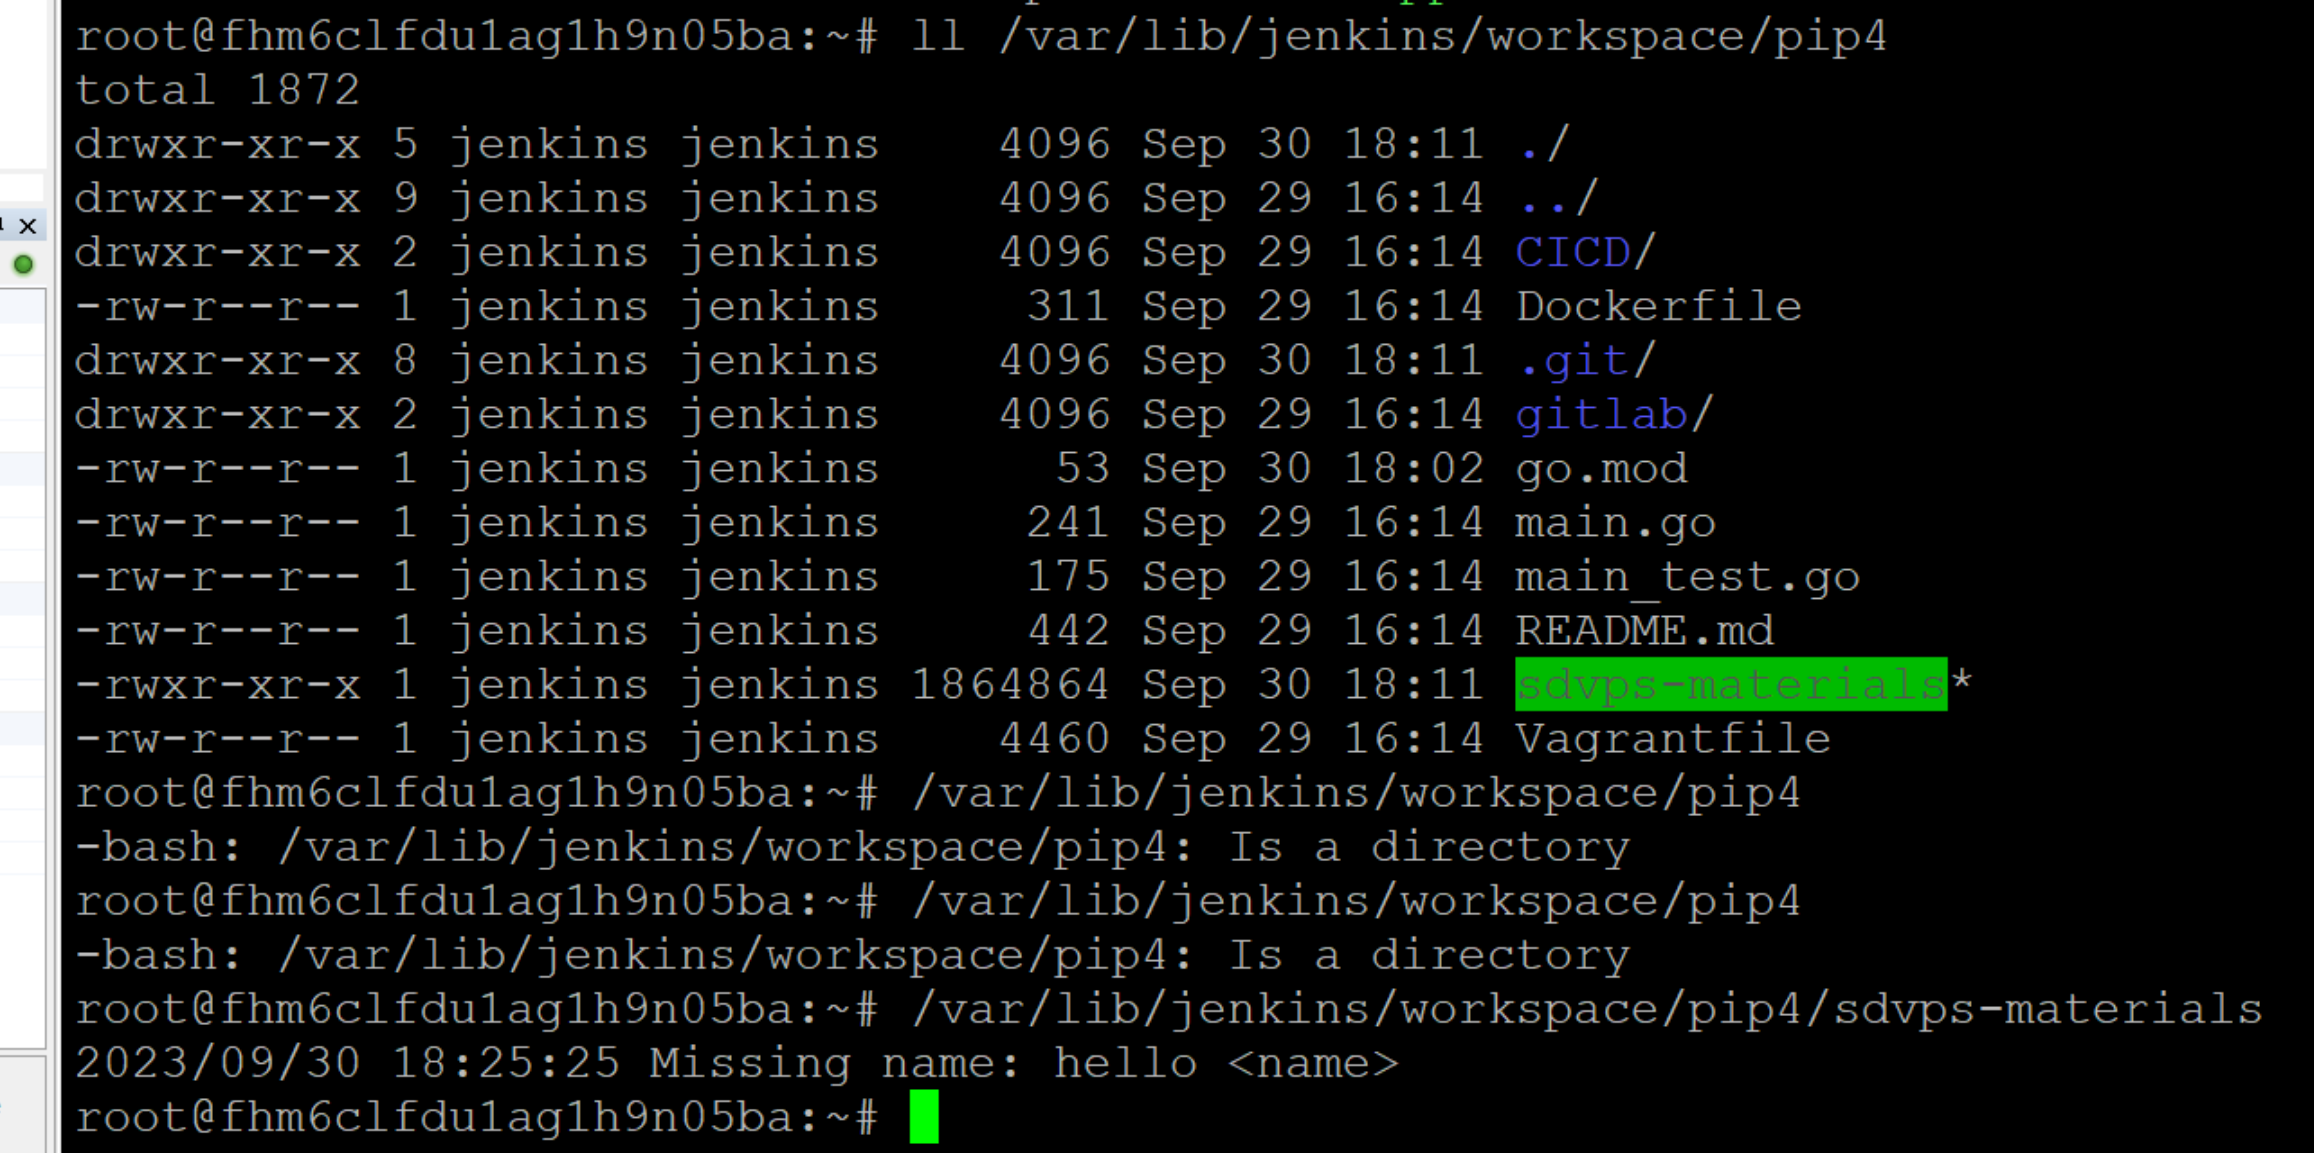 root@fhm6clfdu1ag1h9n05ba:~# ll /var/lib/jenkins/workspace/pip4
total 1872
drwxr-xr-x 5 jenkins jenkins    4096 Sep 30 18:11 ./
drwxr-xr-x 9 jenkins jenkins    4096 Sep 29 16:14 ../
drwxr-xr-x 2 jenkins jenkins    4096 Sep 29 16:14 CICD/
-rw-r--r-- 1 jenkins jenkins     311 Sep 29 16:14 Dockerfile
drwxr-xr-x 8 jenkins jenkins    4096 Sep 30 18:11 .git/
drwxr-xr-x 2 jenkins jenkins    4096 Sep 29 16:14 gitlab/
-rw-r--r-- 1 jenkins jenkins      53 Sep 30 18:02 go.mod
-rw-r--r-- 1 jenkins jenkins     241 Sep 29 16:14 main.go
-rw-r--r-- 1 jenkins jenkins     175 Sep 29 16:14 main_test.go
-rw-r--r-- 1 jenkins jenkins     442 Sep 29 16:14 README.md
-rwxr-xr-x 1 jenkins jenkins 1864864 Sep 30 18:11 sdvps-materials*
-rw-r--r-- 1 jenkins jenkins    4460 Sep 29 16:14 Vagrantfile
root@fhm6clfdu1ag1h9n05ba:~# /var/lib/jenkins/workspace/pip4
-bash: /var/lib/jenkins/workspace/pip4: Is a directory
root@fhm6clfdu1ag1h9n05ba:~# /var/lib/jenkins/workspace/pip4
-bash: /var/lib/jenkins/workspace/pip4: Is a directory
root@fhm6clfdu1ag1h9n05ba:~# /var/lib/jenkins/workspace/pip4/sdvps-materials
2023/09/30 18:25:25 Missing name: hello <name>
root@fhm6clfdu1ag1h9n05ba:~#